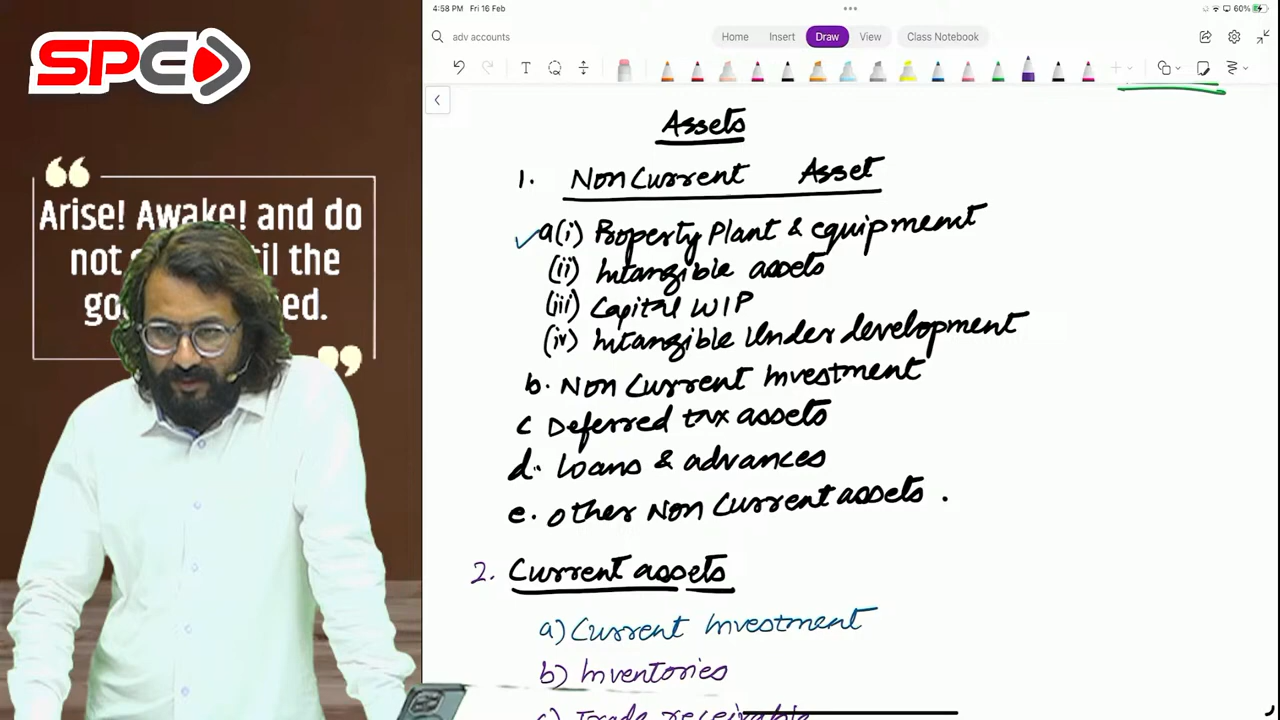 4:58 PM Fri 16 Feb
60%
adv accounts
Home Insert Draw View Class Notebook
SPE
“
Arise! Awake! and do
not the
ed.
”
Assets
1. Non Current Asset
a(i) Property Plant & equipment
(ii) Intangible assets
(iii) Capital WIP
(iv) Intangible Under development
b. Non Current Investment
c Deferred tax assets
d. Loans & advances
e. other Non Current assets .
2. Current assets
a) Current Investment
b) Inventories
c) Trade receivable